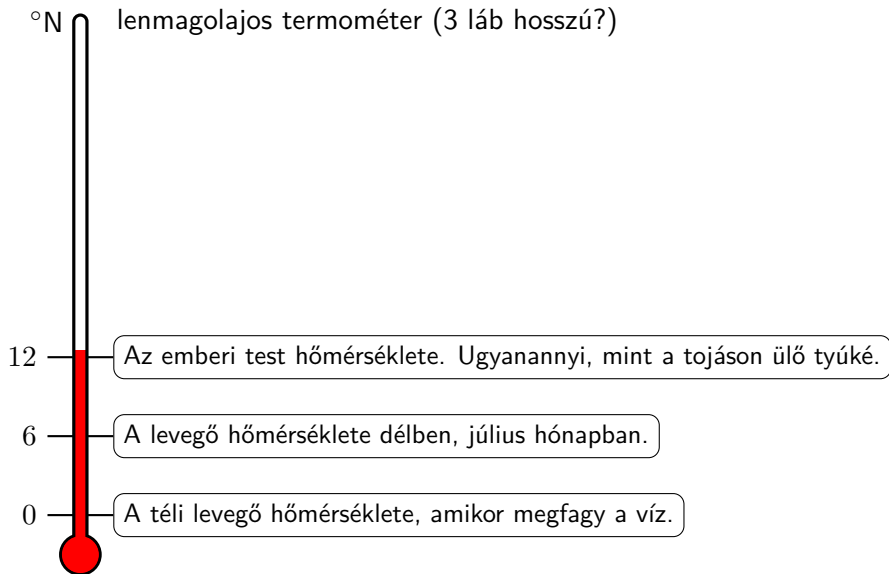 °N lenmagolajos termométer (3 láb hosszú?)
12 Az emberi test hőmérséklete. Ugyanannyi, mint a tojáson ülő tyúké.
6 A levegő hőmérséklete délben, július hónapban.
0 A téli levegő hőmérséklete, amikor megfagy a víz.